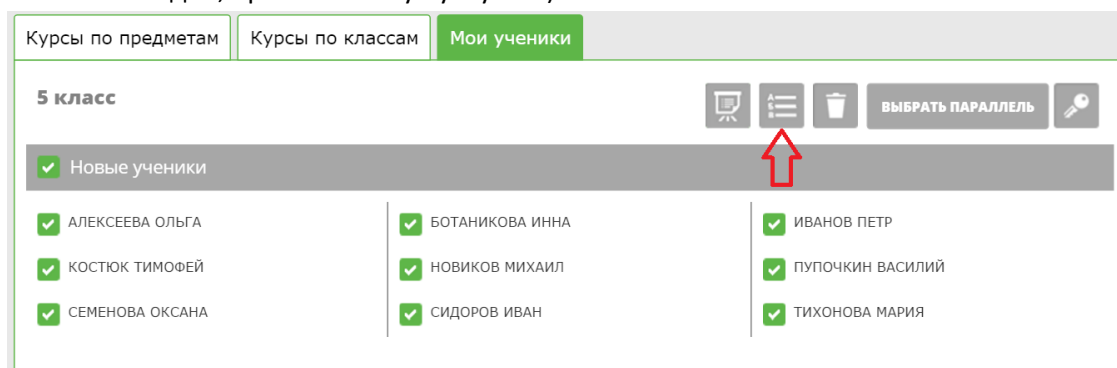 Курсы по предметам Курсы по классам Мои ученики
5 класс
ВЫБРАТЬ ПАРАЛЛЕЛЬ
Новые ученики
АЛЕКСЕЕВА ОЛЬГА БОТАНИКОВА ИННА ИВАНОВ ПЕТР
КОСТЮК ТИМОФЕЙ НОВИКОВ МИХАИЛ ПУПОЧКИН ВАСИЛИЙ
СЕМЕНОВА ОКСАНА СИДОРОВ ИВАН ТИХОНОВА МАРИЯ